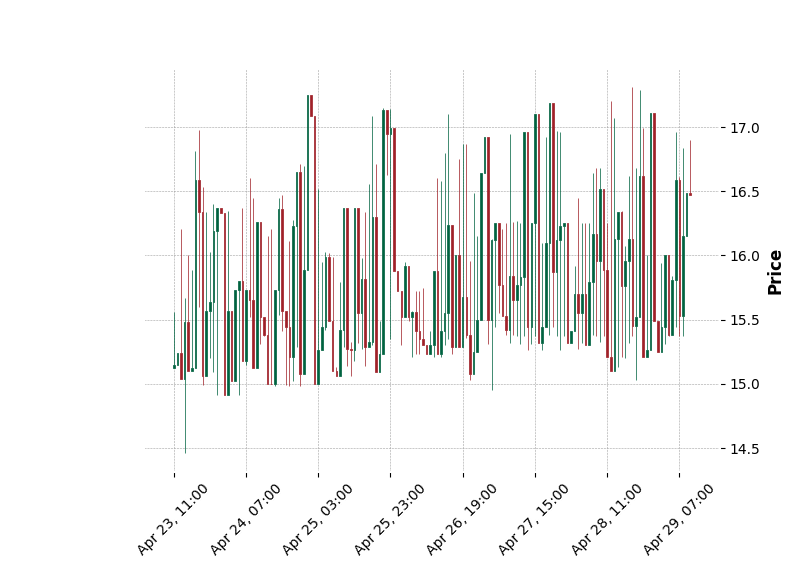 17.0
16.5
16.0
15.5
15.0
14.5
Price
Apr 23, 11:00
Apr 24, 07:00
Apr 25, 03:00
Apr 25, 23:00
Apr 26, 19:00
Apr 27, 15:00
Apr 28, 11:00
Apr 29, 07:00